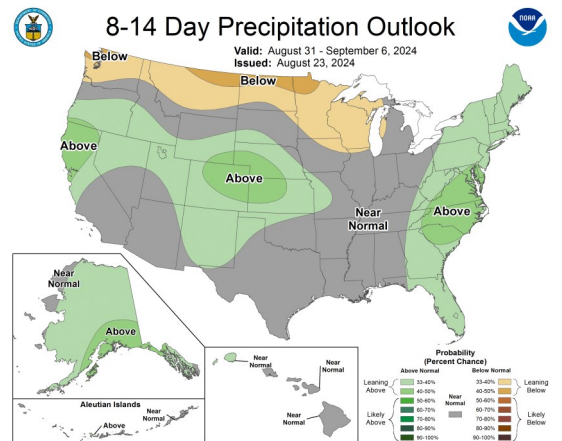 8-14 Day Precipitation Outlook
Valid: August 31 - September 6, 2024
Issued: August 23, 2024
NOAA
Below
Below
Above
Above
Near
Normal
Above
Near
Normal
Above
Aleutian Islands
Above
Near
Normal
Near
Normal
Near
Normal
Near
Normal
Probability
(Percent Chance)
Above Normal
Below Normal
Leaning
Above
33-40%
40-50%
Likely
Above
50-60%
60-70%
70-80%
80-90%
90-100%
Near
Normal
33-40%
40-50%
Leaning
Below
50-60%
60-70%
70-80%
80-90%
90-100%
Likely
Below